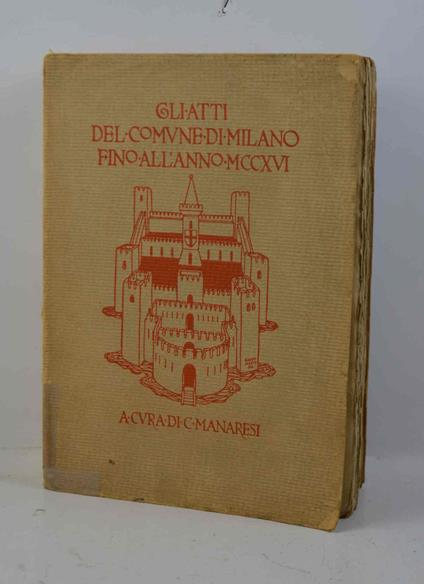 GLI·ATTI
DEL·COMVNE·DI·MILANO
FINO·ALL'ANNO·MCCXVI
A·CVRA·DI·C·MANARESI